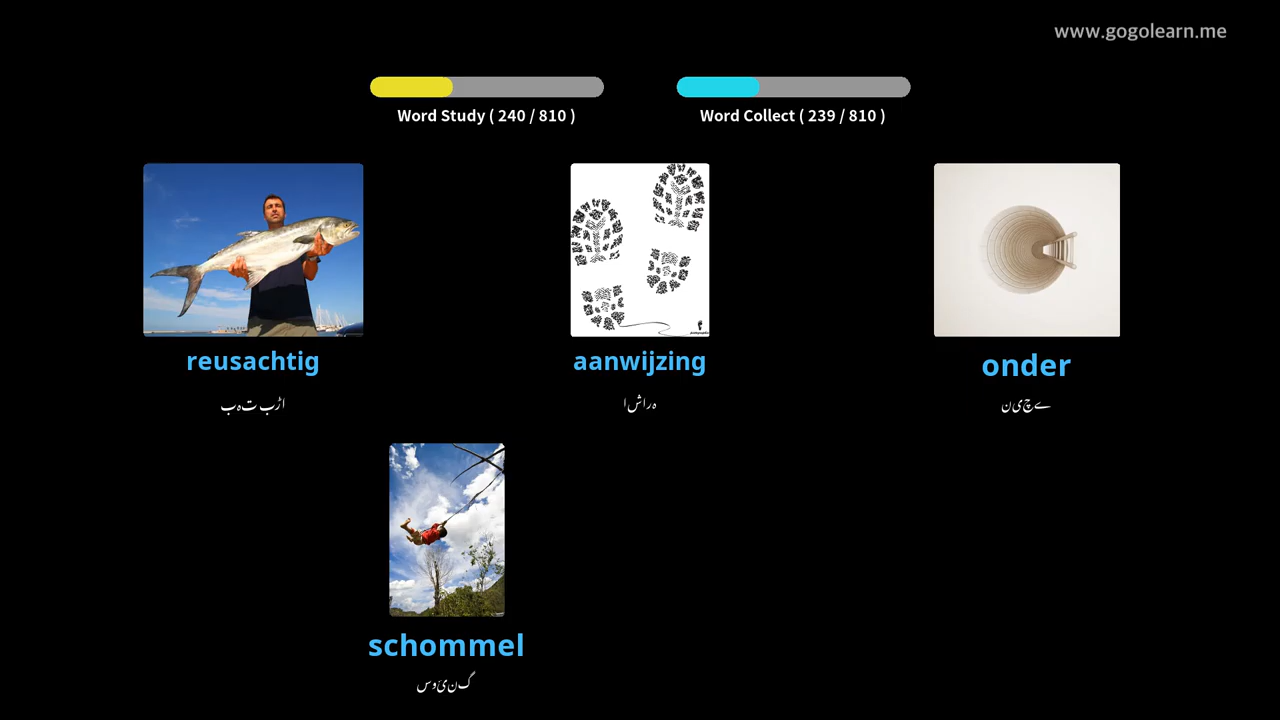 www.gogolearn.me
Word Study ( 240 / 810 )
Word Collect ( 239 / 810 )
reusachtig
اڑب تہب
aanwijzing
ہراشا
onder
ےچین
schommel
گنئوس